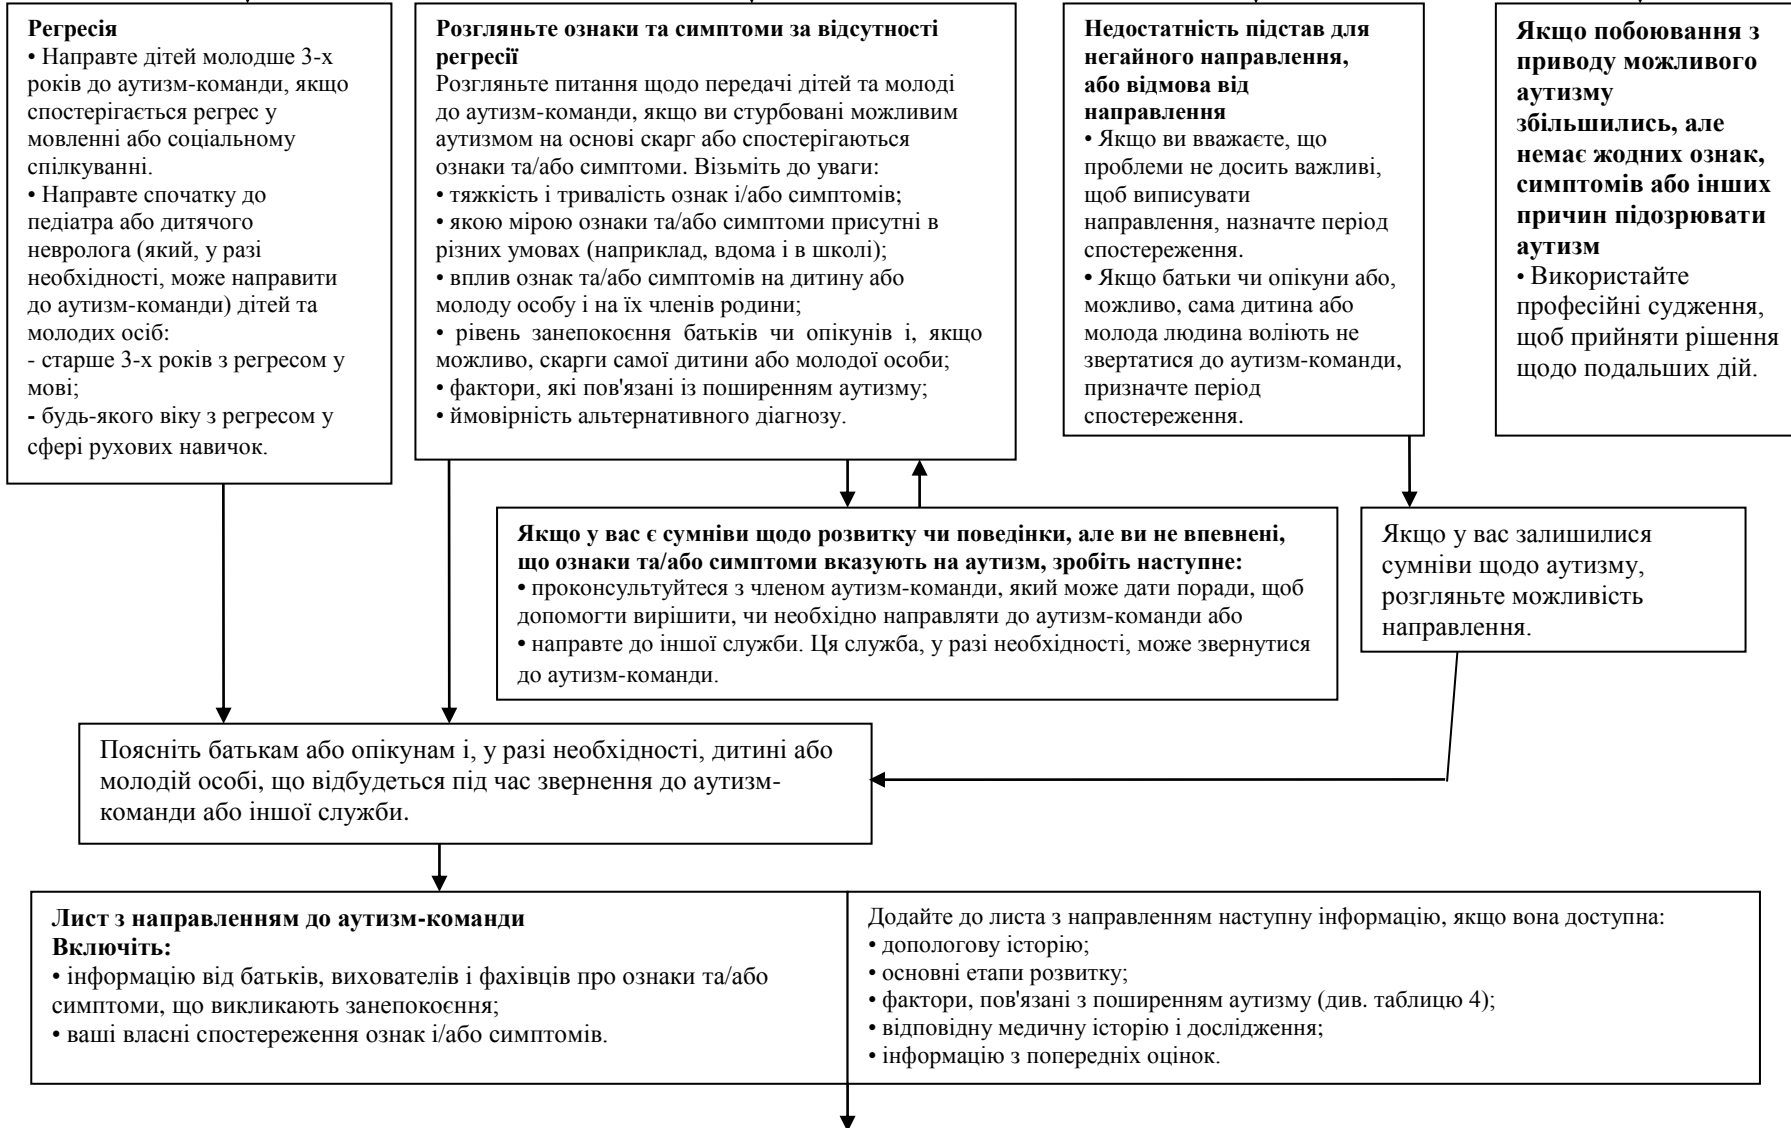 Регресія
• Направте дітей молодше 3-х
років до аутизм-команди, якщо
спостерігається регрес у
мовленні або соціальному
спілкуванні.
• Направте спочатку до
педіатра або дитячого
невролога (який, у разі
необхідності, може направити
до аутизм-команди) дітей та
молодих осіб:
- старше 3-х років з регресом у
мові;
- будь-якого віку з регресом у
сфері рухових навичок.
Розгляньте ознаки та симптоми за відсутності
регресії
Розгляньте питання щодо передачі дітей та молоді
до аутизм-команди, якщо ви стурбовані можливим
аутизмом на основі скарг або спостерігаються
ознаки та/або симптоми. Візьміть до уваги:
• тяжкість і тривалість ознак і/або симптомів;
• якою мірою ознаки та/або симптоми присутні в
різних умовах (наприклад, вдома і в школі);
• вплив ознак та/або симптомів на дитину або
молоду особу і на їх членів родини;
• рівень занепокоєння батьків чи опікунів і, якщо
можливо, скарги самої дитини або молодої особи;
• фактори, які пов'язані із поширенням аутизму;
• ймовірність альтернативного діагнозу.
Недостатність підстав для
негайного направлення,
або відмова від
направлення
• Якщо ви вважаєте, що
проблеми не досить важливі,
щоб виписувати
направлення, назначте період
спостереження.
• Якщо батьки чи опікуни або,
можливо, сама дитина або
молода людина воліють не
звертатися до аутизм-команди,
призначте період
спостереження.
Якщо побоювання з
приводу можливого
аутизму
збільшились, але
немає жодних ознак,
симптомів або інших
причин підозрювати
аутизм
• Використайте
професійні судження,
щоб прийняти рішення
щодо подальших дій.
Якщо у вас є сумніви щодо розвитку чи поведінки, але ви не впевнені,
що ознаки та/або симптоми вказують на аутизм, зробіть наступне:
• проконсультуйтеся з членом аутизм-команди, який може дати поради, щоб
допомогти вирішити, чи необхідно направляти до аутизм-команди або
• направте до іншої служби. Ця служба, у разі необхідності, може звернутися
до аутизм-команди.
Якщо у вас залишилися
сумніви щодо аутизму,
розгляньте можливість
направлення.
Поясніть батькам або опікунам і, у разі необхідності, дитині або
молодій особі, що відбудеться під час звернення до аутизм-
команди або іншої служби.
Лист з направленням до аутизм-команди
Включіть:
• інформацію від батьків, вихователів і фахівців про ознаки та/або
симптоми, що викликають занепокоєння;
• ваші власні спостереження ознак і/або симптомів.
Додайте до листа з направленням наступну інформацію, якщо вона доступна:
• допологову історію;
• основні етапи розвитку;
• фактори, пов'язані з поширенням аутизму (див. таблицю 4);
• відповідну медичну історію і дослідження;
• інформацію з попередніх оцінок.